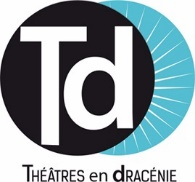 Td
THÉÂTRES en dRACÉNIE